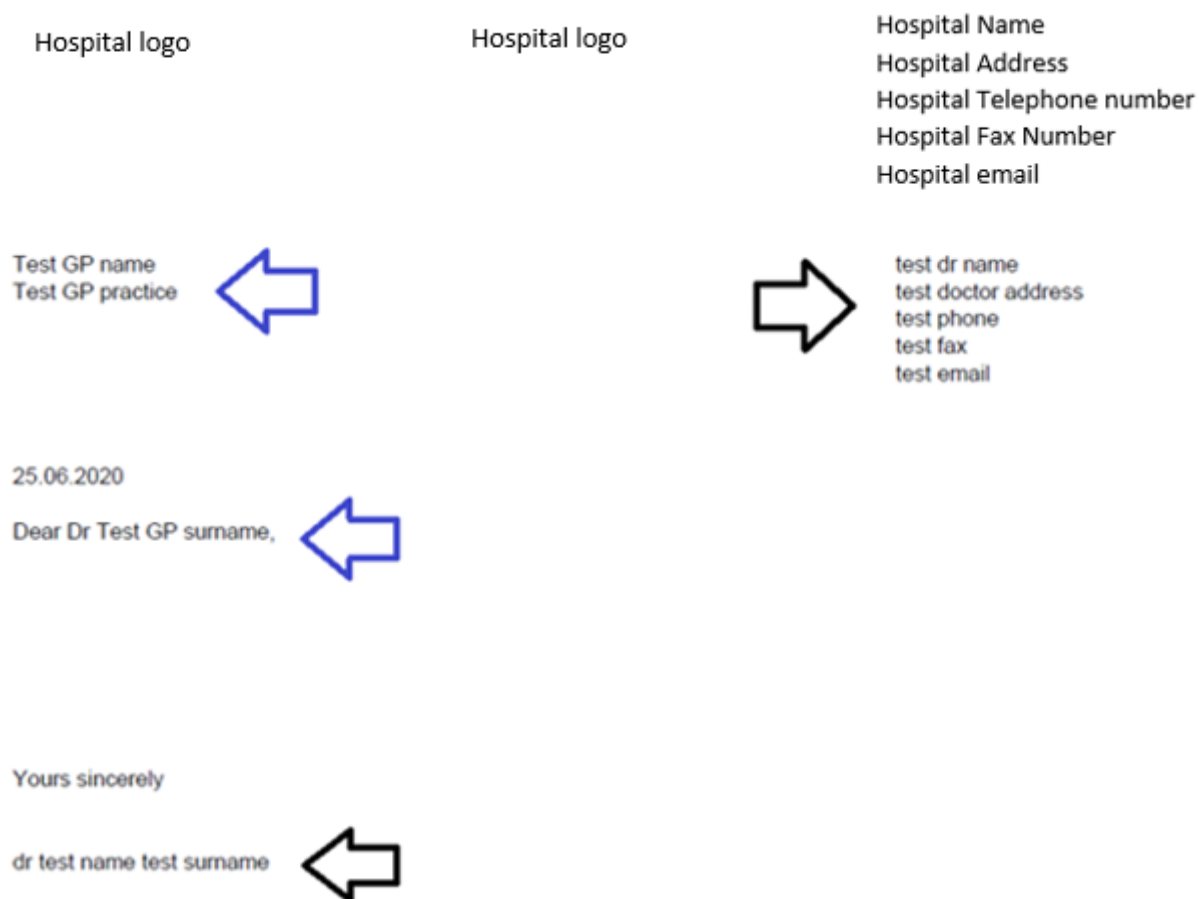 Hospital logo
Hospital logo
Hospital Name
Hospital Address
Hospital Telephone number
Hospital Fax Number
Hospital email
Test GP name
Test GP practice
test dr name
test doctor address
test phone
test fax
test email
25.06.2020
Dear Dr Test GP surname,
Yours sincerely
dr test name test surname